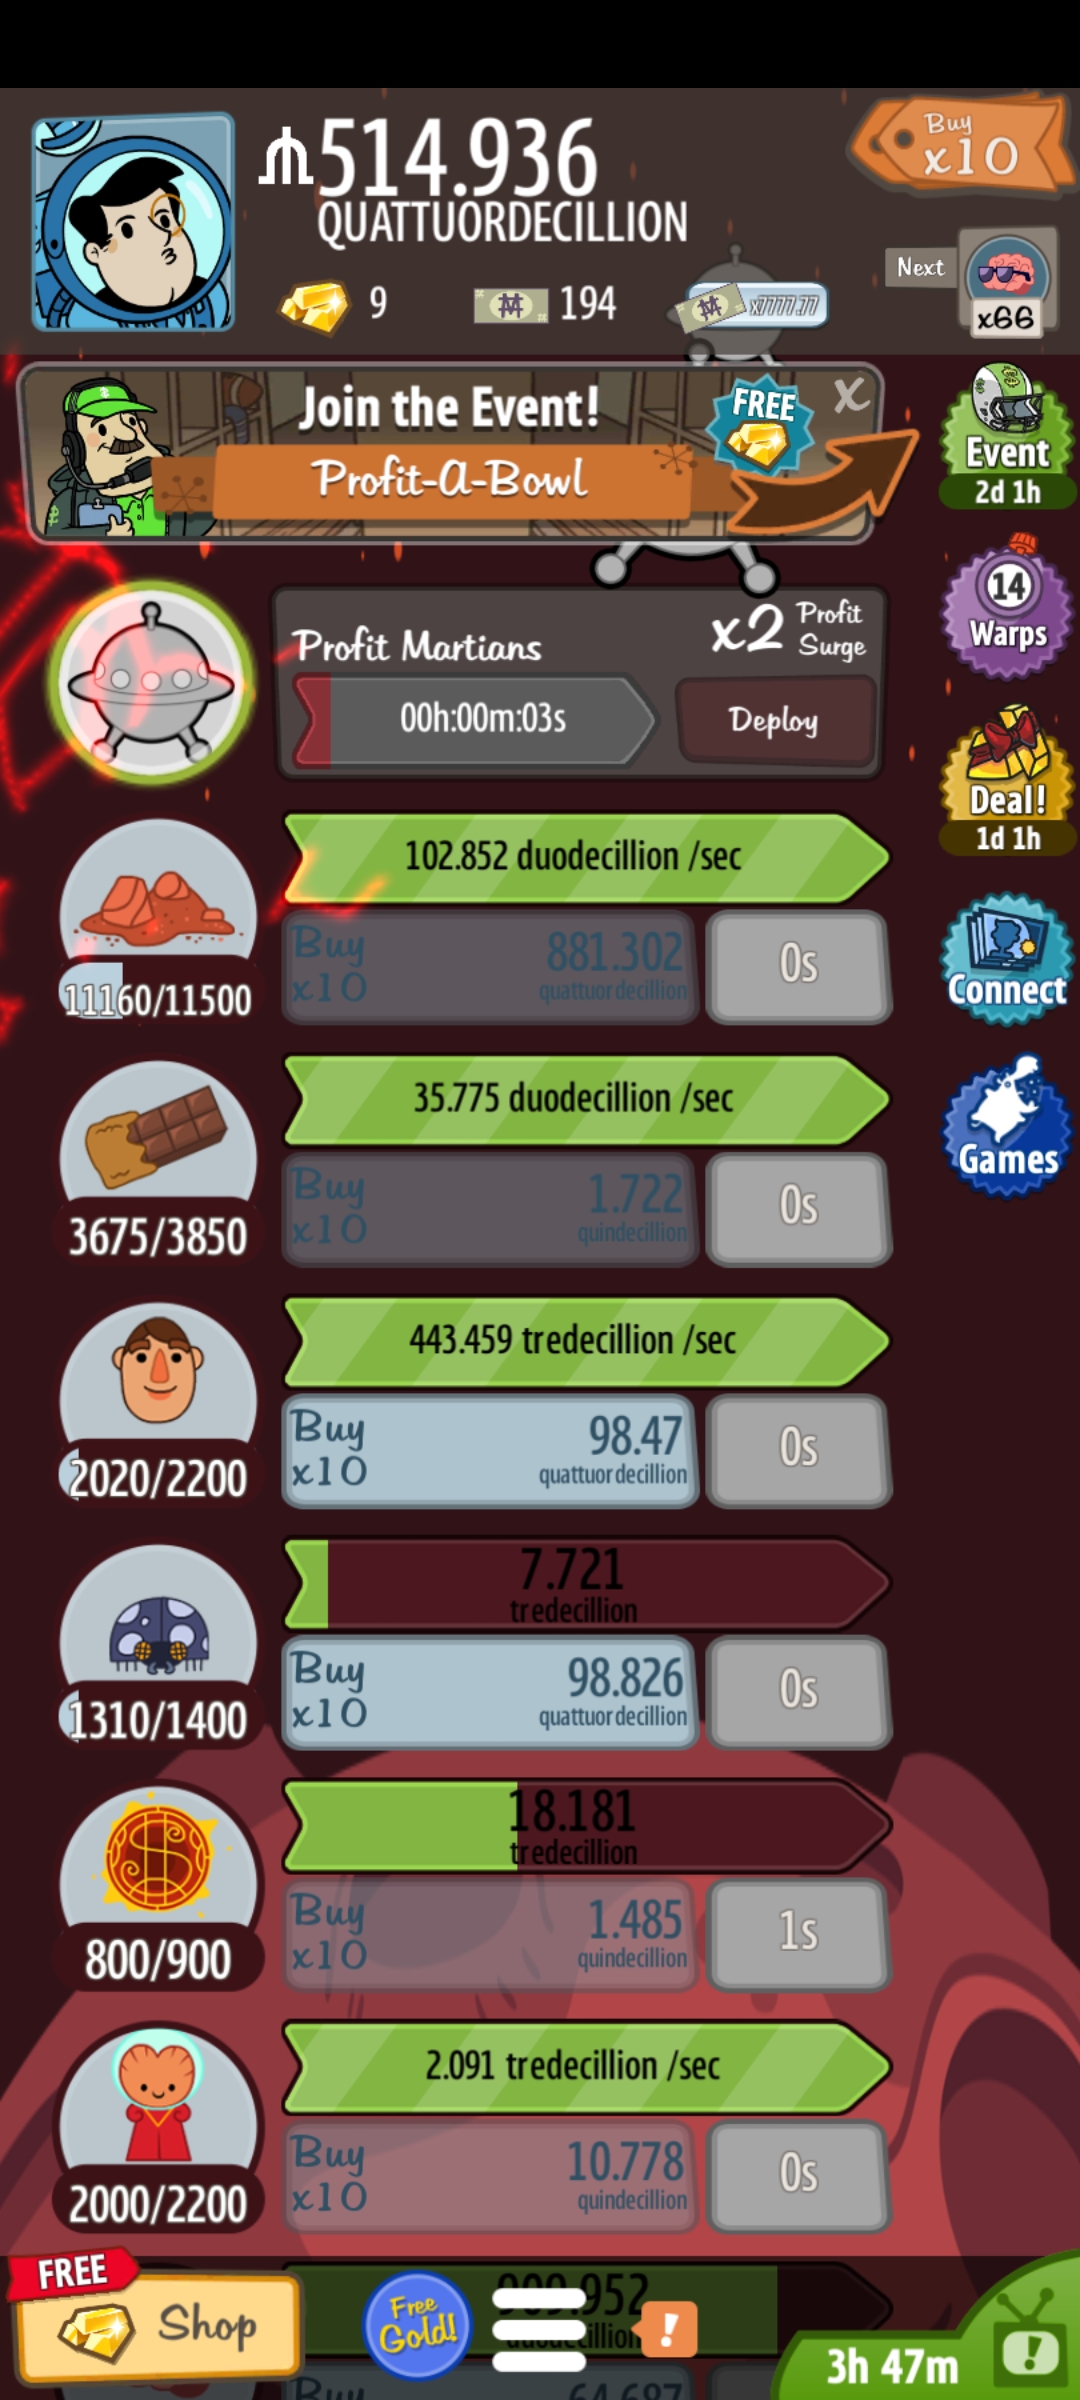 514.936
QUATTUORDECILLION
Buy
x10
9
194
x7777.77
Next
x66
Join the Event!
Profit-A-Bowl
FREE
X
Event
2d 1h
Profit Martians
x2 Profit
Surge
00h:00m:03s
Deploy
14
Warps
Deal!
1d 1h
102.852 duodecillion /sec
Buy
x10
881.302
quattuordecillion
0s
11160/11500
Connect
35.775 duodecillion /sec
Buy
x10
1.722
quindecillion
0s
3675/3850
Games
443.459 tredecillion /sec
Buy
x10
98.47
quattuordecillion
0s
2020/2200
7.721
tredecillion
Buy
x10
98.826
quattuordecillion
0s
1310/1400
18.181
tredecillion
Buy
x10
1.485
quindecillion
1s
800/900
2.091 tredecillion /sec
Buy
x10
10.778
quindecillion
0s
2000/2200
FREE
Shop
Free
Gold!
!
3h 47m
!
Buy
64.687